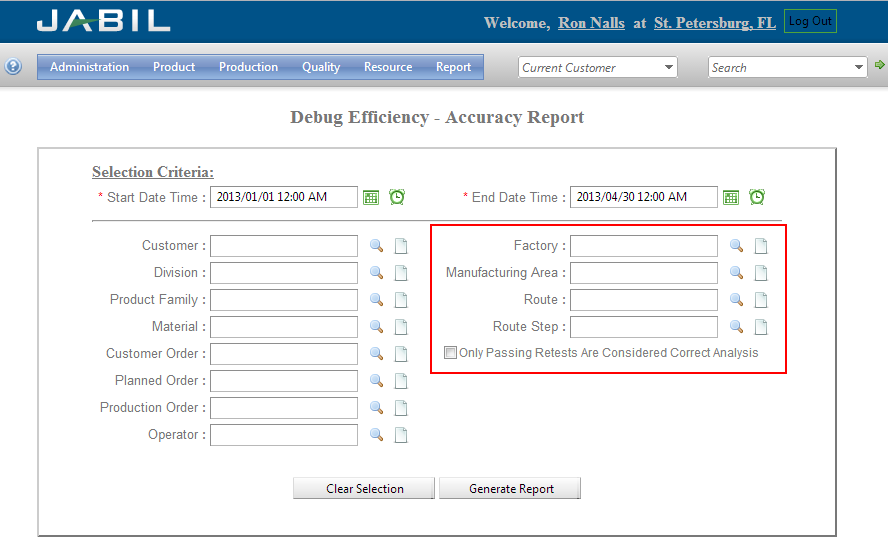 JABIL
Welcome, Ron Nalls at St. Petersburg, FL Log Out
? Administration Product Production Quality Resource Report Current Customer Search
Debug Efficiency - Accuracy Report
Selection Criteria:
* Start Date Time : 2013/01/01 12:00 AM * End Date Time : 2013/04/30 12:00 AM
Customer :
Division :
Product Family :
Material :
Customer Order :
Planned Order :
Production Order :
Operator :
Factory :
Manufacturing Area :
Route :
Route Step :
Only Passing Retests Are Considered Correct Analysis
Clear Selection Generate Report